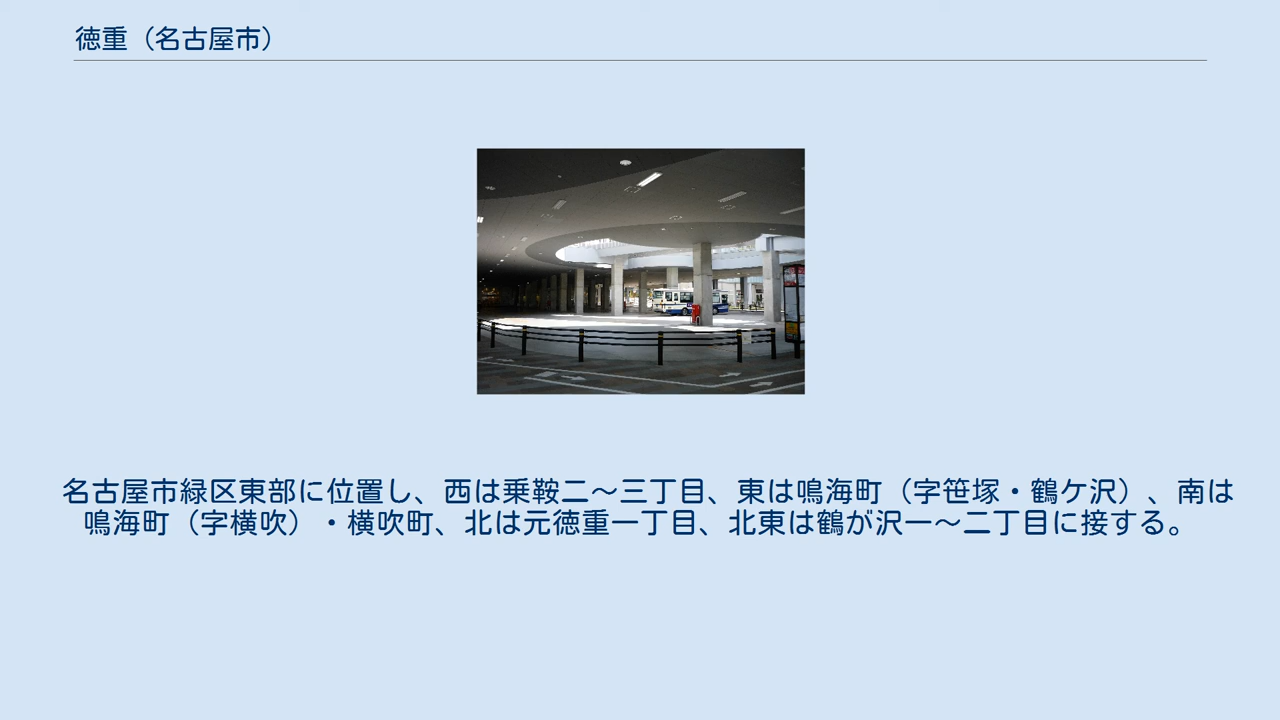 徳重（名古屋市）
名古屋市緑区東部に位置し、西は乗鞍二～三丁目、東は鳴海町（字笹塚・鶴ケ沢）、南は
鳴海町（字横吹）・横吹町、北は元徳重一丁目、北東は鶴が沢一～二丁目に接する。